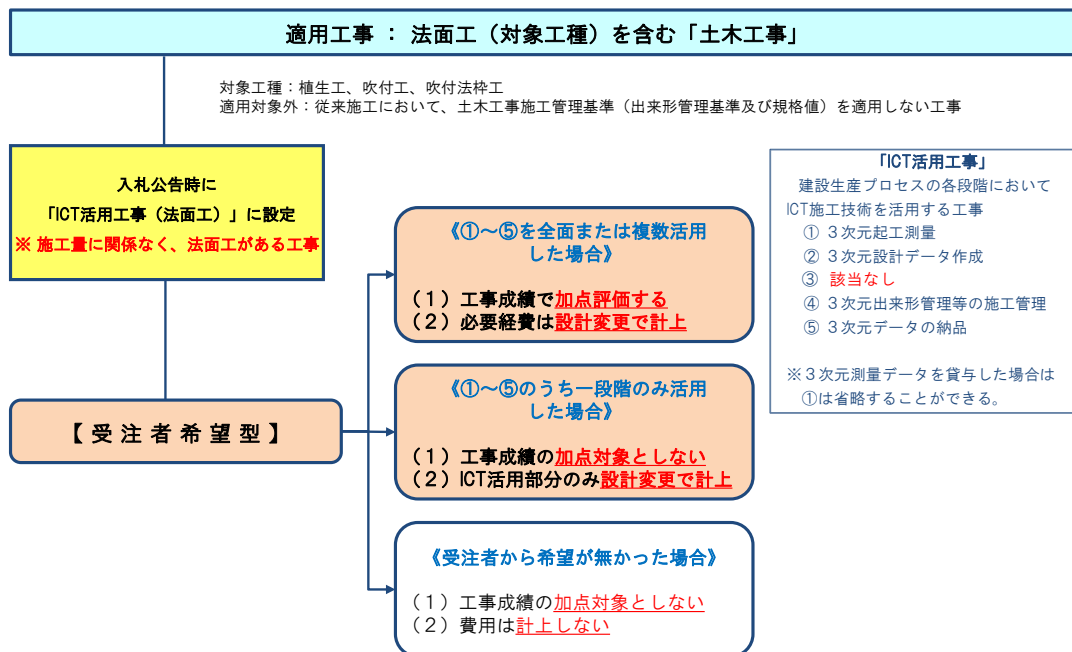 適用工事 ： 法面工（対象工種）を含む「土木工事」
対象工種：植生工、吹付工、吹付法枠工
適用対象外：従来施工において、土木工事施工管理基準（出来形管理基準及び規格値）を適用しない工事
入札公告時に
「ICT活用工事（法面工）」に設定
※ 施工量に関係なく、法面工がある工事
【 受 注 者 希 望 型 】
《①～⑤を全面または複数活用
した場合》
（１）工事成績で加点評価する
（２）必要経費は設計変更で計上
《①～⑤のうち一段階のみ活用
した場合》
（１）工事成績の加点対象としない
（２）ICT活用部分のみ設計変更で計上
《受注者から希望が無かった場合》
（１）工事成績の加点対象としない
（２）費用は計上しない
「ICT活用工事」
建設生産プロセスの各段階において
ICT施工技術を活用する工事
① ３次元起工測量
② ３次元設計データ作成
③ 該当なし
④ ３次元出来形管理等の施工管理
⑤ ３次元データの納品
※３次元測量データを貸与した場合は
①は省略することができる。